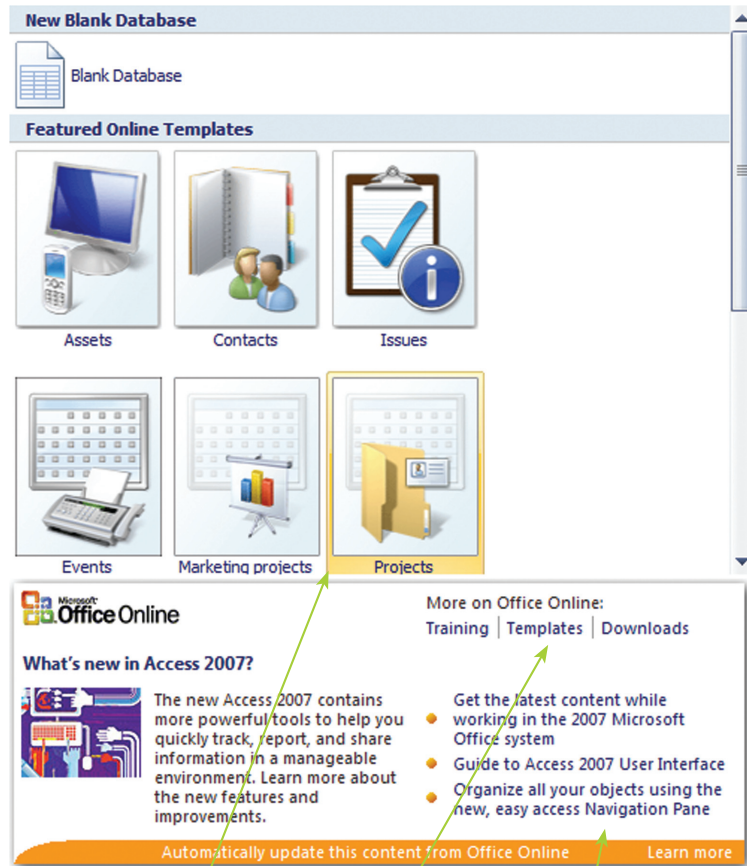 New Blank Database
Blank Database
Featured Online Templates
Assets
Contacts
Issues
Events
Marketing projects
Projects
Microsoft
Office Online
More on Office Online:
Training | Templates | Downloads
What's new in Access 2007?
The new Access 2007 contains
more powerful tools to help you
quickly track, report, and share
information in a manageable
environment. Learn more about
the new features and
improvements.
Get the latest content while
working in the 2007 Microsoft
Office system
Guide to Access 2007 User Interface
Organize all your objects using the
new, easy access Navigation Pane
Automatically update this content from Office Online
Learn more